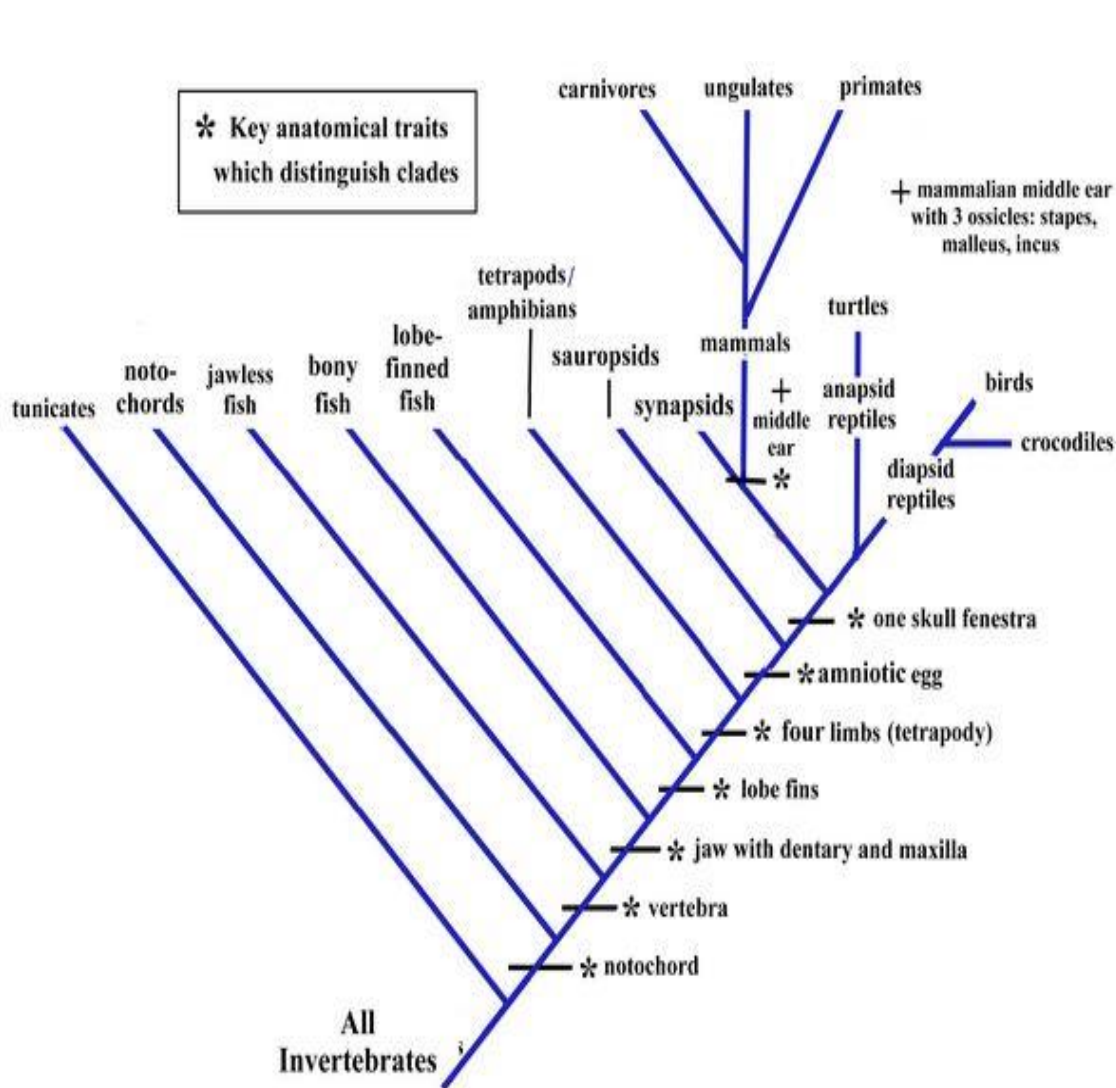 carnivores
ungulates
primates
* Key anatomical traits
which distinguish clades
+ mammalian middle ear
with 3 ossicles: stapes,
malleus, incus
tetrapods/
amphibians
turtles
lobe-
finned
fish
sauropsids
mammals
noto-
chords
jawless
fish
bony
fish
tunicates
synapsids
+
middle
ear
*
anapsid
reptiles
birds
crocodiles
diapsid
reptiles
* one skull fenestra
* amniotic egg
* four limbs (tetrapody)
* lobe fins
* jaw with dentary and maxilla
* vertebra
* notochord
All
Invertebrates